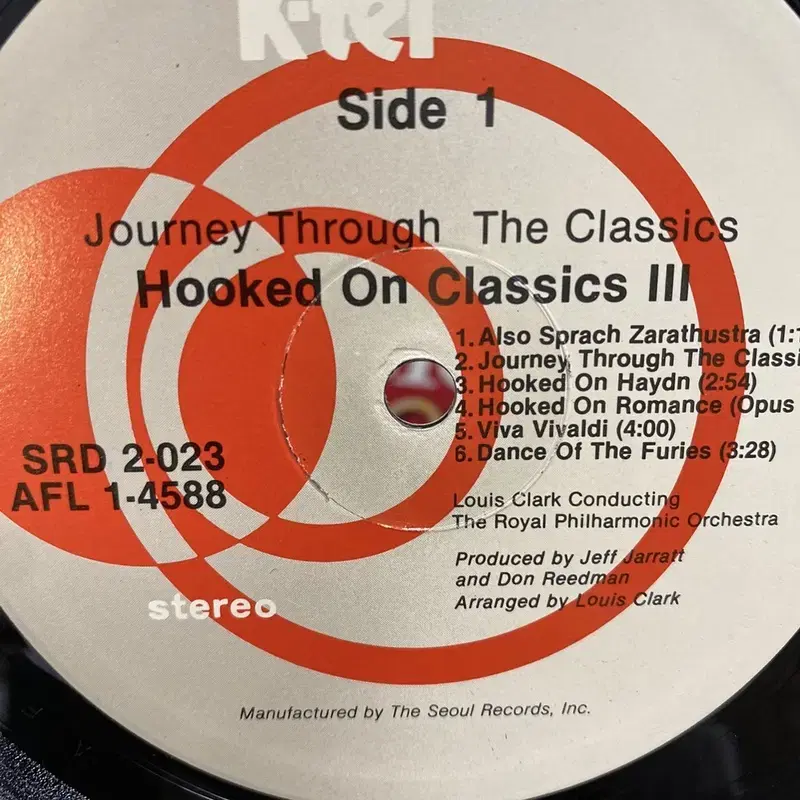 K-tel
Side 1
Journey Through The Classics
Hooked On Classics III
1. Also Sprach Zarathustra (1:
2. Journey Through The Classi
3. Hooked On Haydn (2:54)
4. Hooked On Romance (Opus
5. Viva Vivaldi (4:00)
6. Dance Of The Furies (3:28)
SRD 2-023
AFL 1-4588
Louis Clark Conducting
The Royal Philharmonic Orchestra
Produced by Jeff Jarratt
and Don Reedman
Arranged by Louis Clark
stereo
Manufactured by The Seoul Records, Inc.